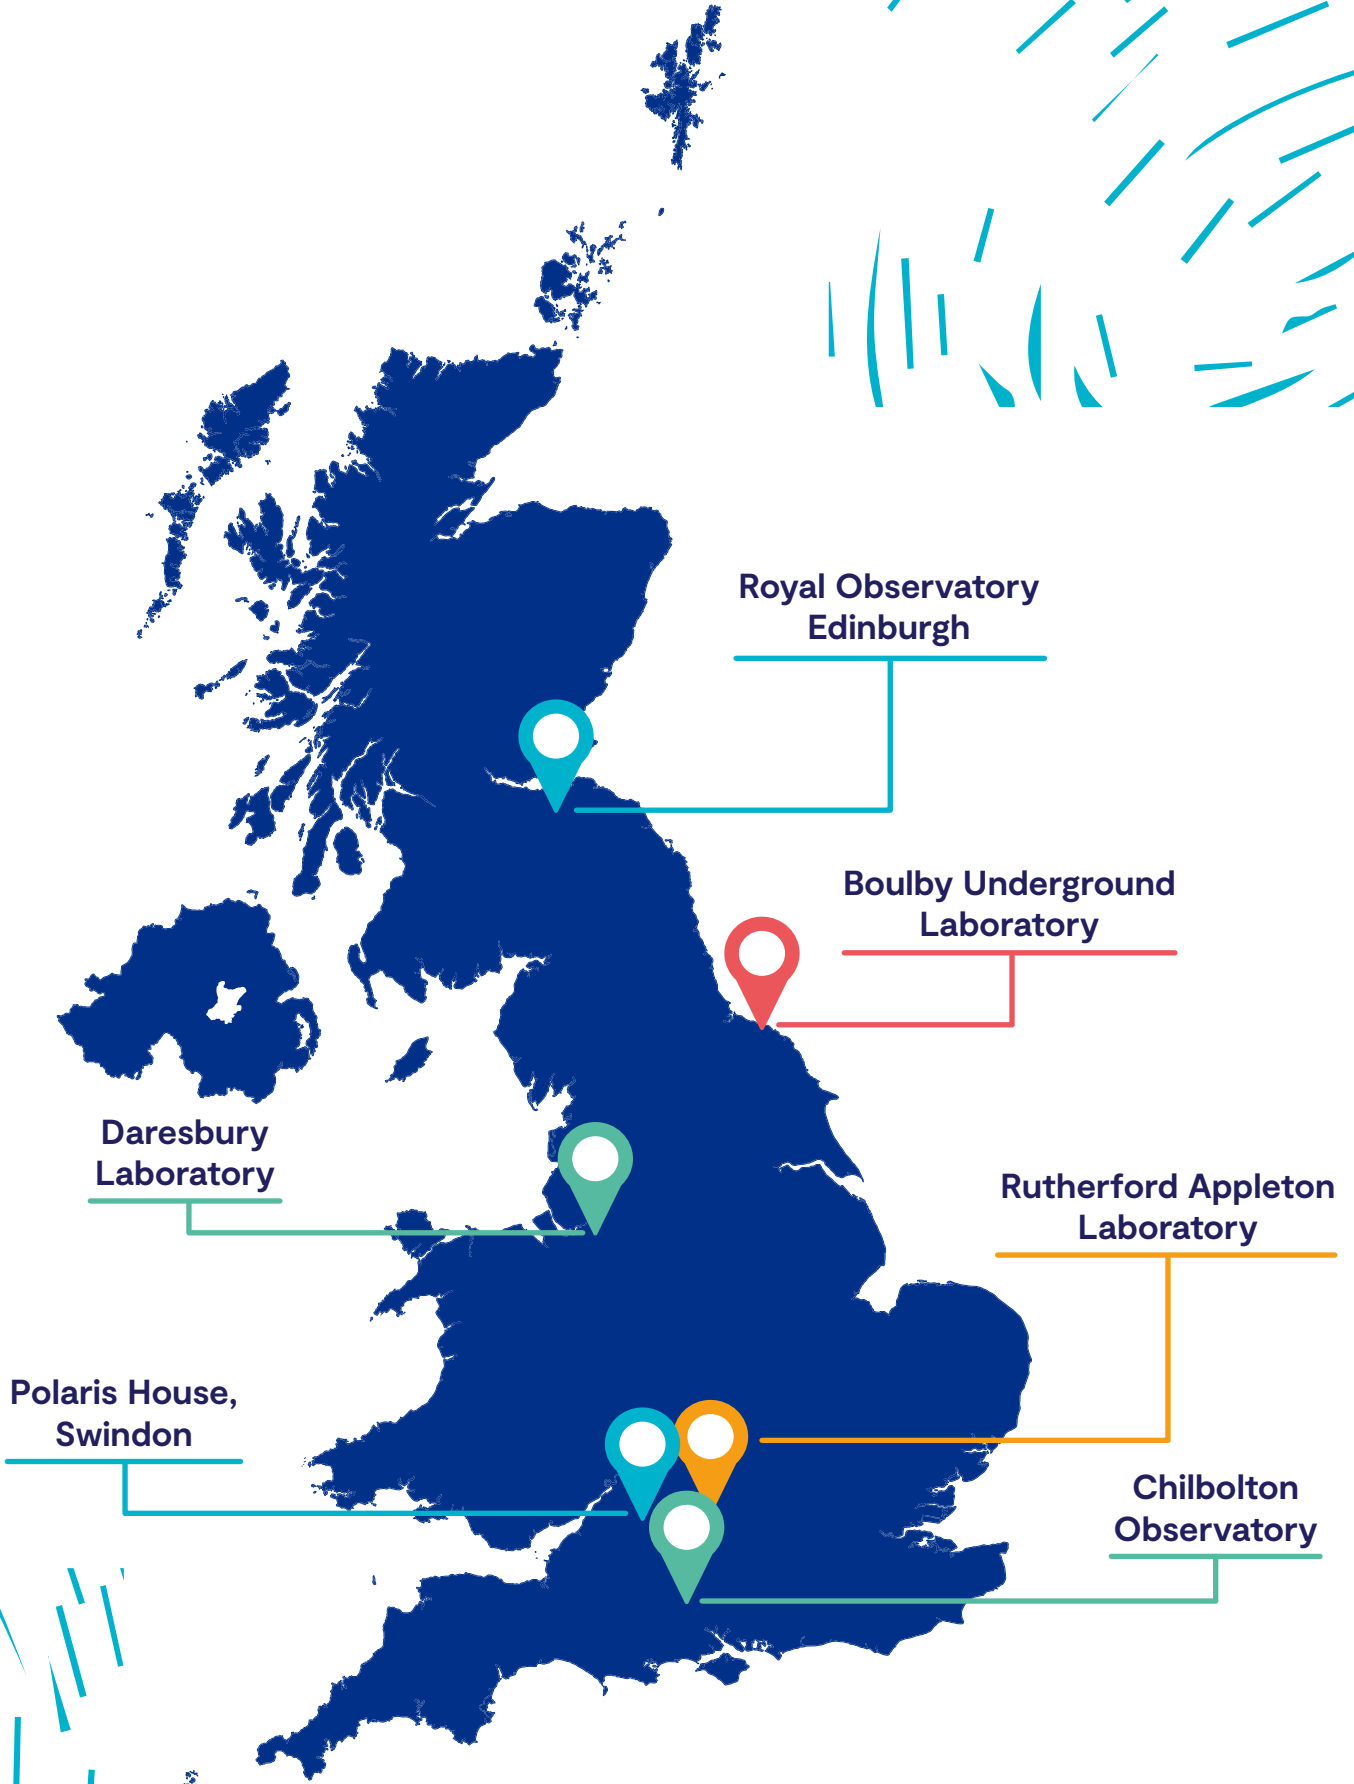 Royal Observatory
Edinburgh
Boulby Underground
Laboratory
Daresbury
Laboratory
Rutherford Appleton
Laboratory
Polaris House,
Swindon
Chilbolton
Observatory